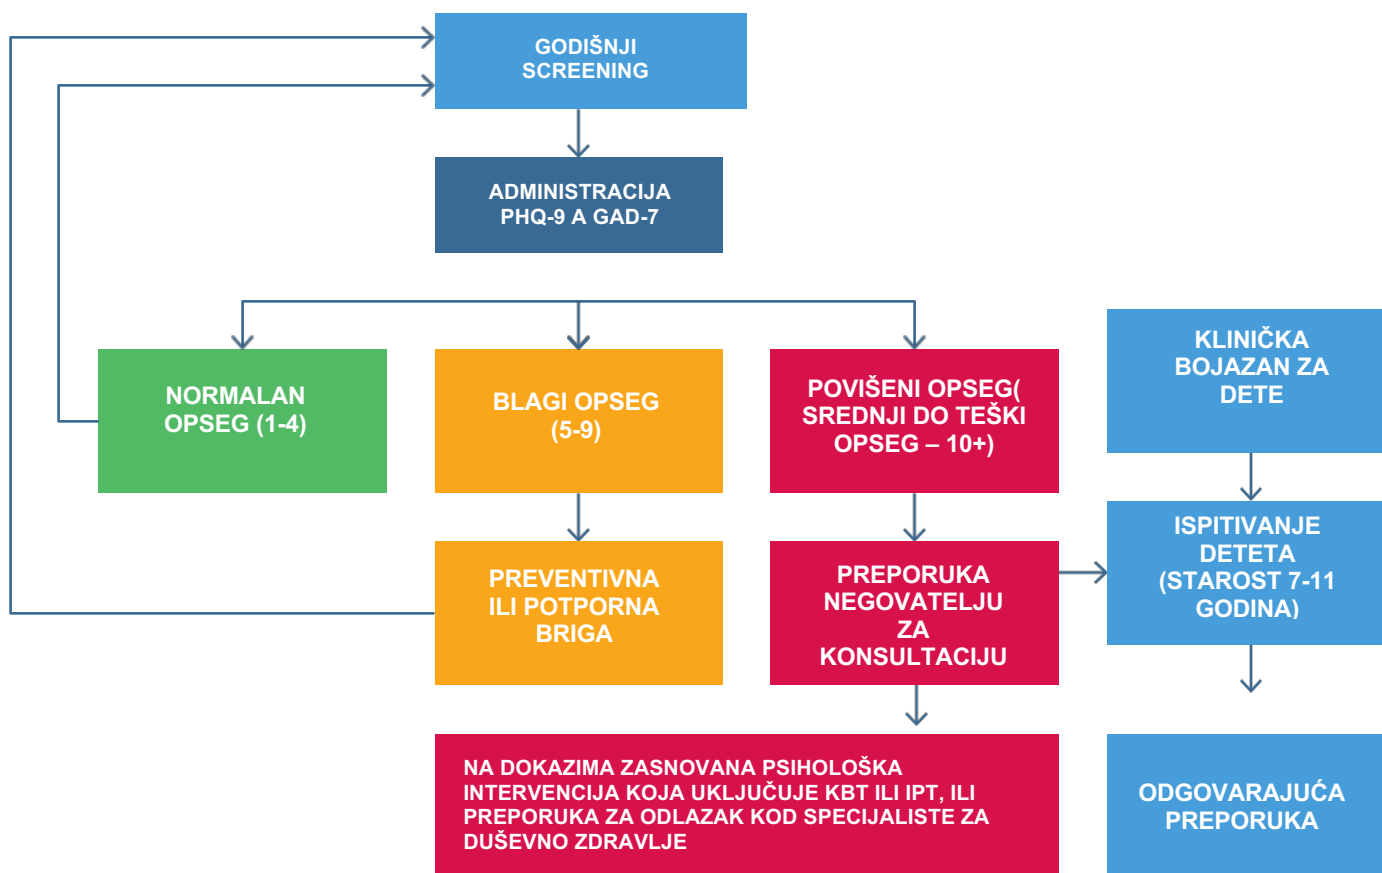 GODIŠNJI
SCREENING
ADMINISTRACIJA
PHQ-9 A GAD-7
NORMALAN
OPSEG (1-4)
BLAGI OPSEG
(5-9)
POVIŠENI OPSEG(
SREDNJI DO TEŠKI
OPSEG – 10+)
KLINIČKA
BOJAZAN ZA
DETE
PREVENTIVNA
ILI POTPORNA
BRIGA
PREPORUKA
NEGOVATELJU
ZA
KONSULTACIJU
ISPITIVANJE
DETETA
(STAROST 7-11
GODINA)
NA DOKAZIMA ZASNOVANA PSIHOLOŠKA
INTERVENCIJA KOJA UKLJUČUJE KBT ILI IPT, ILI
PREPORUKA ZA ODLAZAK KOD SPECIJALISTE ZA
DUŠEVNO ZDRAVLJE
ODGOVARAJUĆA
PREPORUKA